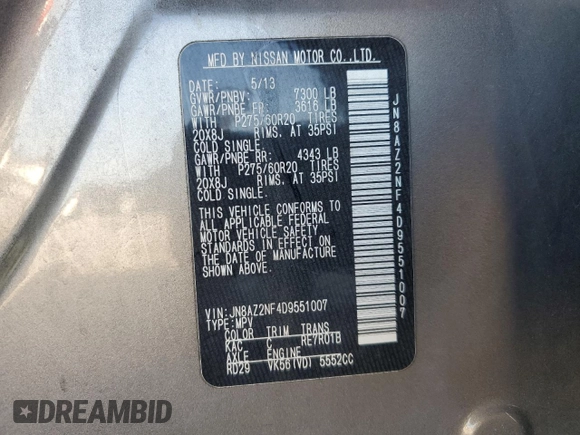 MFD BY NISSAN MOTOR CO.,LTD.
DATE: 5/13
GVWR/PNBV: 7300 LB
GAWR/PNBE FR: 3616 LB
WITH P275/60R20 TIRES
20X8J RIMS. AT 35PSI
COLD SINGLE.
GAWR/PNBE RR: 4343 LB
WITH P275/60R20 TIRES
20X8J RIMS. AT 35PSI
COLD SINGLE.
THIS VEHICLE CONFORMS TO
ALL APPLICABLE FEDERAL
MOTOR VEHICLE SAFETY
STANDARDS IN EFFECT ON
THE DATE OF MANUFACTURE
SHOWN ABOVE.
VIN: JN8AZ2NF4D9551007
TYPE: MPV
COLOR TRIM TRANS
KAC C RE7R01B
AXLE ENGINE
RD29 VK56(VD) 5552CC
JN8AZ2NF4D9551007
DREAMBID